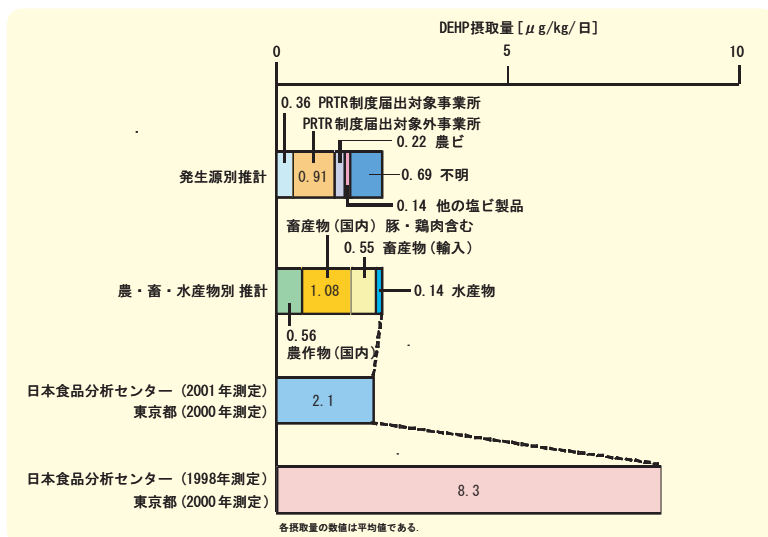 DEHP摂取量［μg/kg/日］
0 5 10
0.36 PRTR制度届出対象事業所
PRTR制度届出対象外事業所
0.22 農ビ
発生源別推計
0.91
0.69 不明
0.14 他の塩ビ製品
畜産物(国内) 豚・鶏肉含む
0.55 畜産物(輸入)
農・畜・水産物別 推計
1.08
0.14 水産物
0.56
農作物(国内)
日本食品分析センター (2001年測定)
東京都(2000年測定)
2.1
日本食品分析センター (1998年測定)
東京都(2000年測定)
8.3
各摂取量の数値は平均値である.